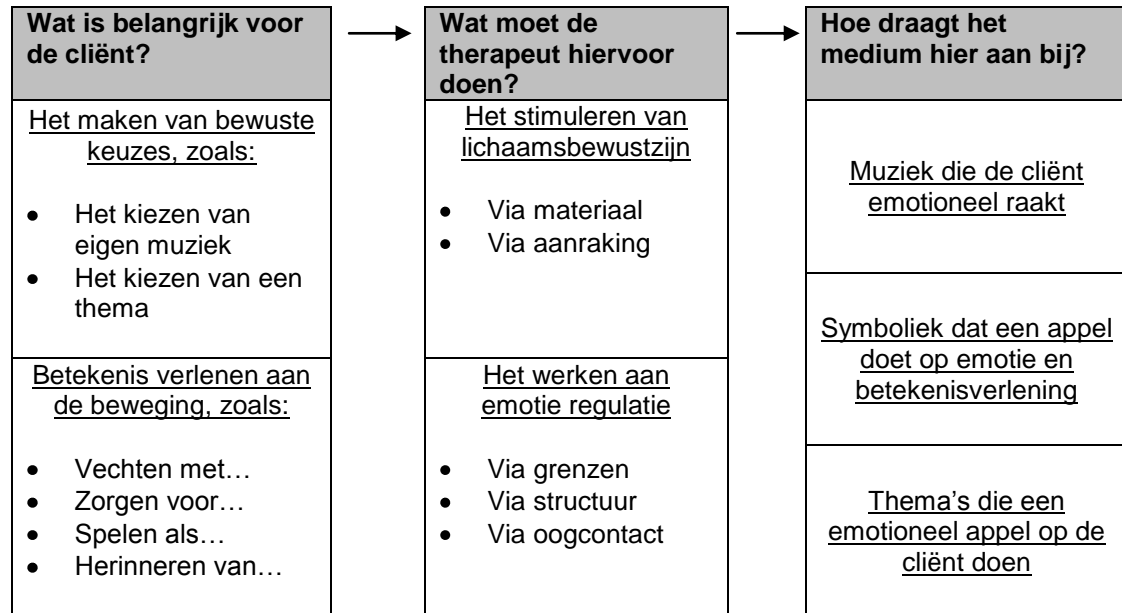 Wat is belangrijk voor
de cliënt?
Het maken van bewuste
keuzes, zoals:
• Het kiezen van
eigen muziek
• Het kiezen van een
thema
Betekenis verlenen aan
de beweging, zoals:
• Vechten met…
• Zorgen voor…
• Spelen als…
• Herinneren van…
Wat moet de
therapeut hiervoor
doen?
Het stimuleren van
lichaamsbewustzijn
• Via materiaal
• Via aanraking
Het werken aan
emotie regulatie
• Via grenzen
• Via structuur
• Via oogcontact
Hoe draagt het
medium hier aan bij?
Muziek die de cliënt
emotioneel raakt
Symboliek dat een appel
doet op emotie en
betekenisverlening
Thema's die een
emotioneel appel op de
cliënt doen